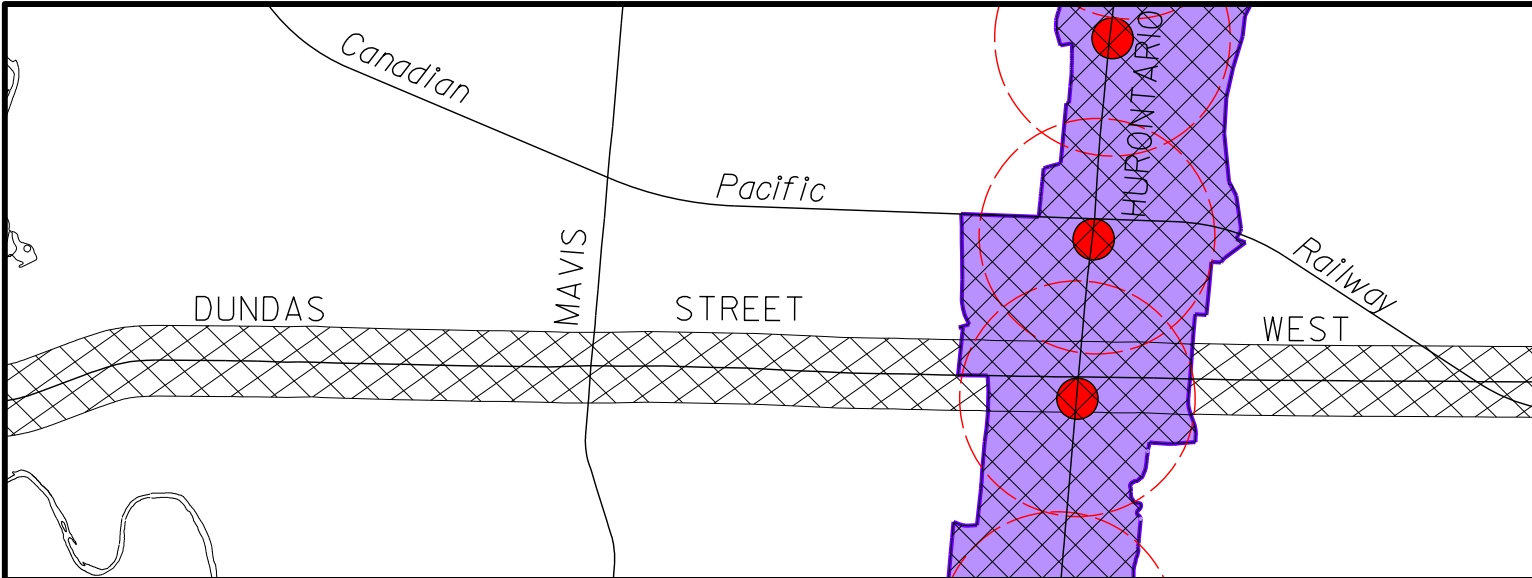 Canadian
HURONTARIO
Pacific
MAVIS
Railway
DUNDAS
STREET
WEST